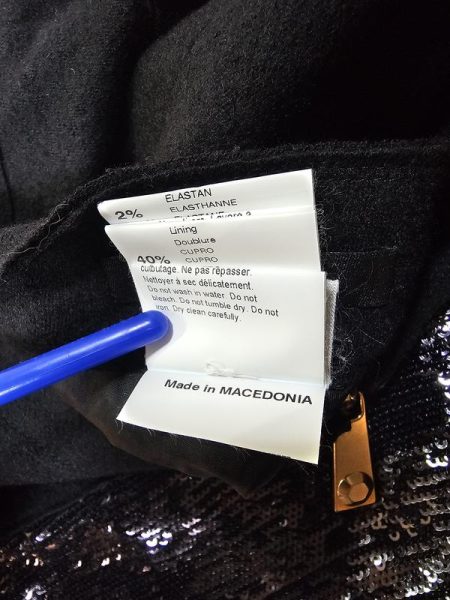 ELASTAN
2% ELASTHANNE
Lining
Doublure
CUPRO
40% CUPRO
culbutage. Ne pas repasser.
Nettoyer à sec délicatement.
Do not wash in water. Do not
bleach. Do not tumble dry. Do not
iron. Dry clean carefully.
Made in MACEDONIA